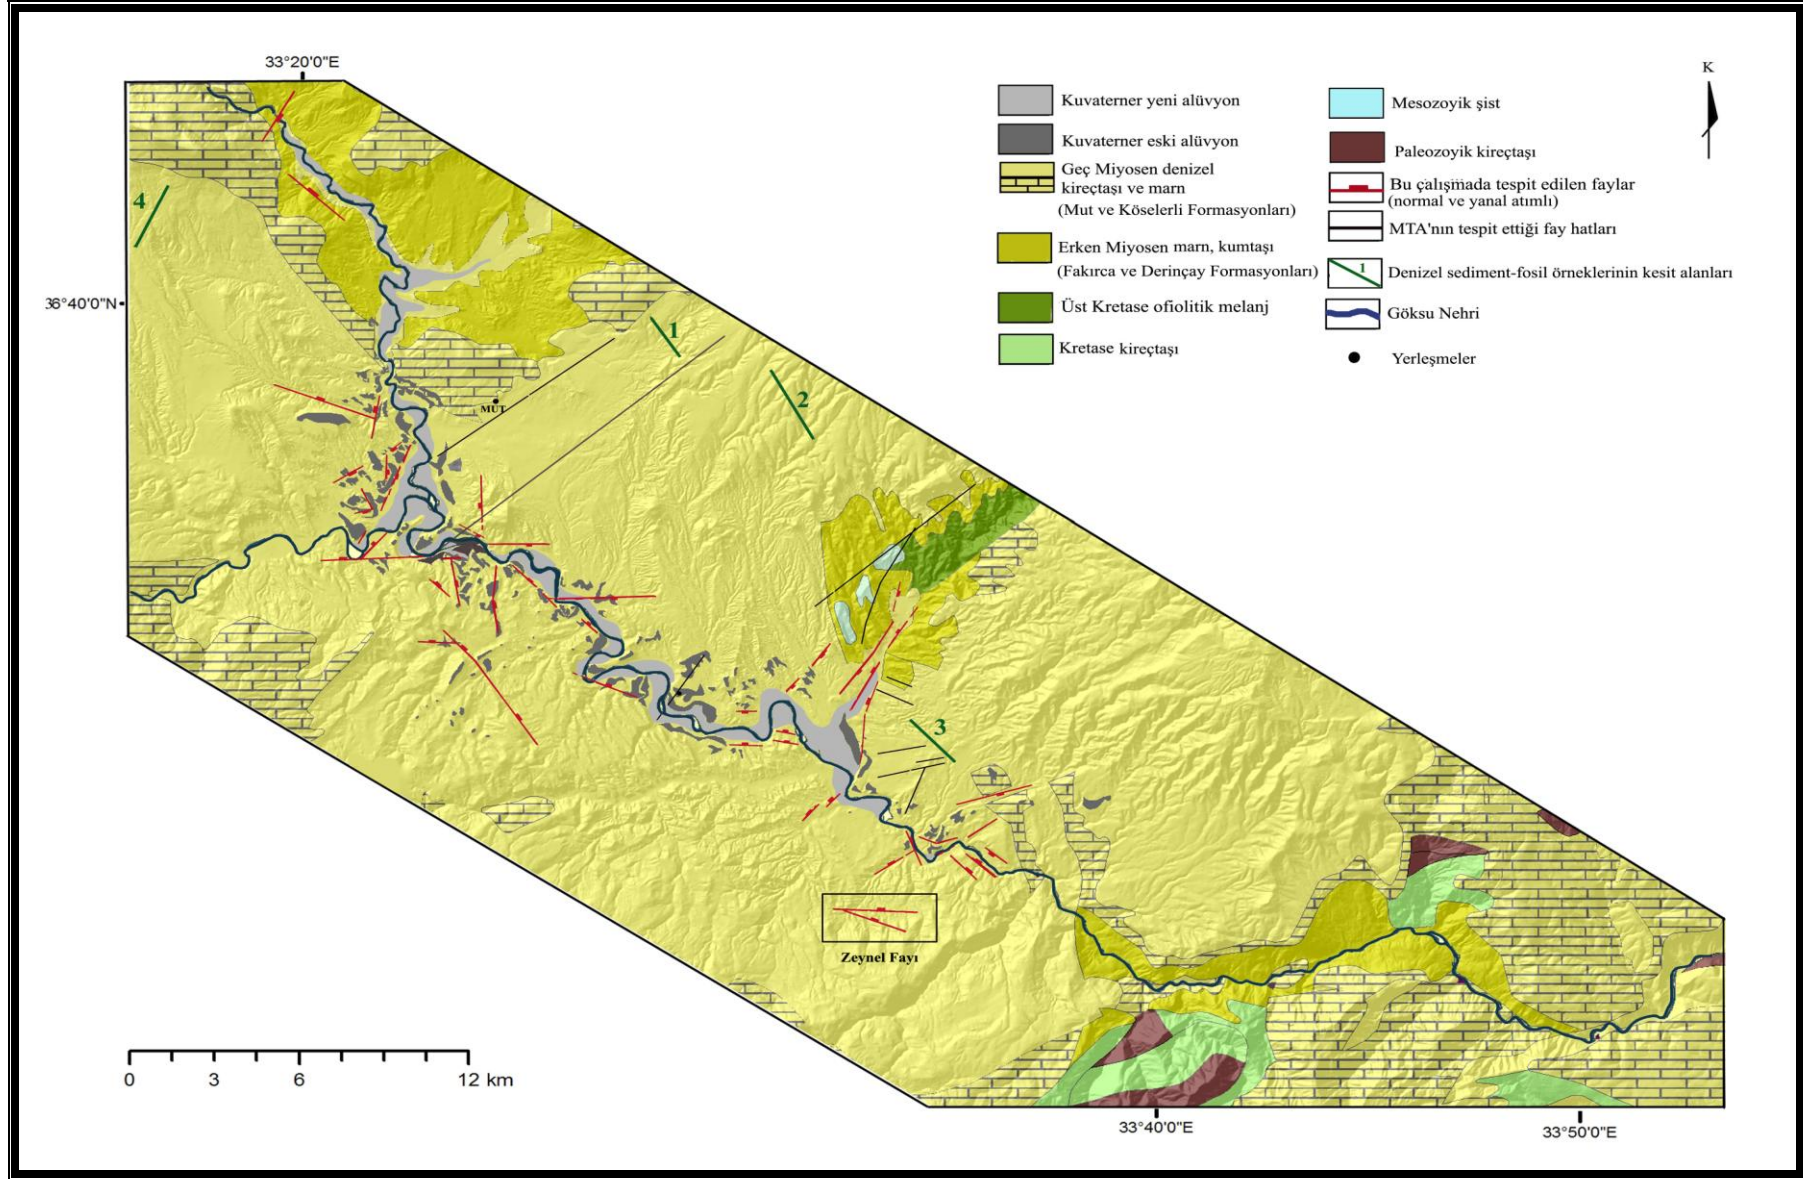 33°20'0"E
36°40'0"N
4
1
2
3
MUT
Zeynel Fayı
Kuvaterner yeni alüvyon
Kuvaterner eski alüvyon
Geç Miyosen denizel
kireçtaşı ve marn
(Mut ve Köselerli Formasyonları)
Erken Miyosen marn, kumtaşı
(Fakırca ve Derinçay Formasyonları)
Üst Kretase ofiolitik melanj
Kretase kireçtaşı
Mesozoyik şist
Paleozoyik kireçtaşı
Bu çalışmada tespit edilen faylar
(normal ve yanal atımlı)
MTA'nın tespit ettiği fay hatları
1
Denizel sediment-fosil örneklerinin kesit alanları
Göksu Nehri
Yerleşmeler
K
0 3 6 12 km
33°40'0"E
33°50'0"E